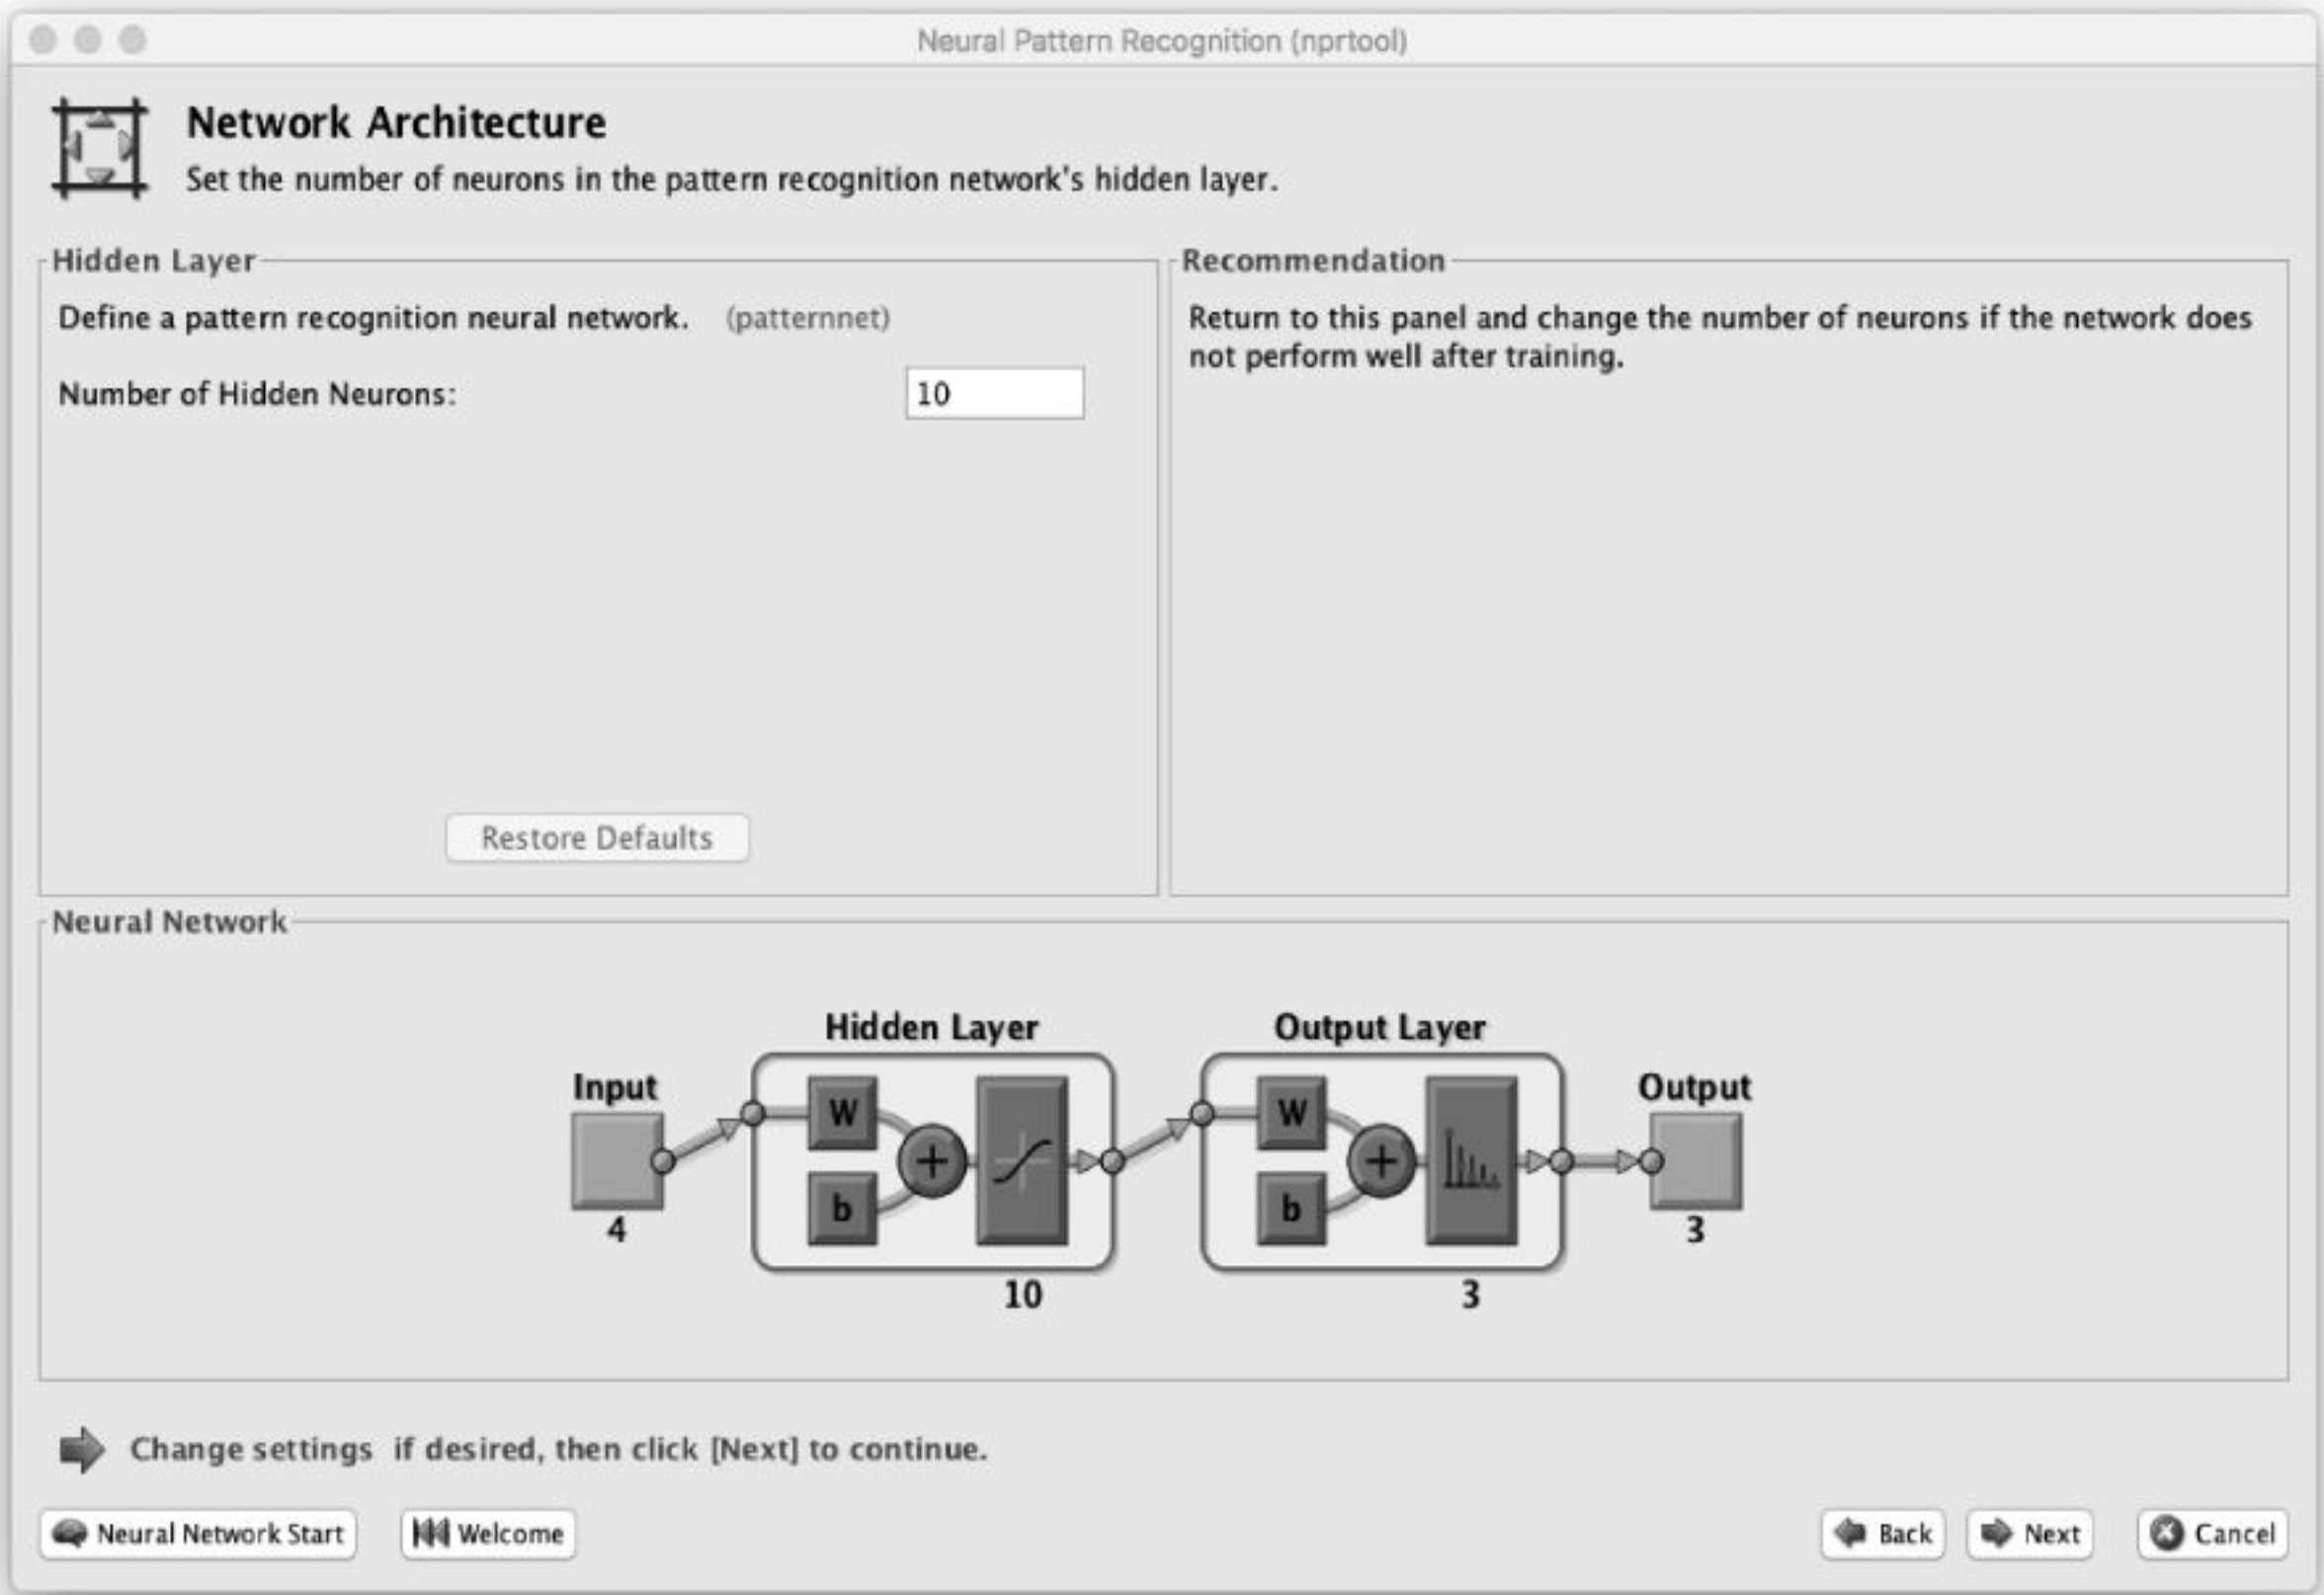 Neural Pattern Recognition (nprtool)
Network Architecture
Set the number of neurons in the pattern recognition network's hidden layer.
Hidden Layer
Define a pattern recognition neural network. (patternnet)
Number of Hidden Neurons: 10
Restore Defaults
Recommendation
Return to this panel and change the number of neurons if the network does
not perform well after training.
Neural Network
Hidden Layer
Output Layer
Input
Output
W
W
+
+
b
b
4
3
10
3
Change settings if desired, then click [Next] to continue.
Neural Network Start
Welcome
Back
Next
Cancel